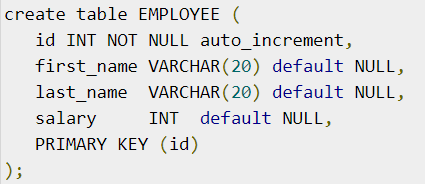 create table EMPLOYEE (
   id INT NOT NULL auto_increment,
   first_name VARCHAR(20) default NULL,
   last_name  VARCHAR(20) default NULL,
   salary     INT  default NULL,
   PRIMARY KEY (id)
);